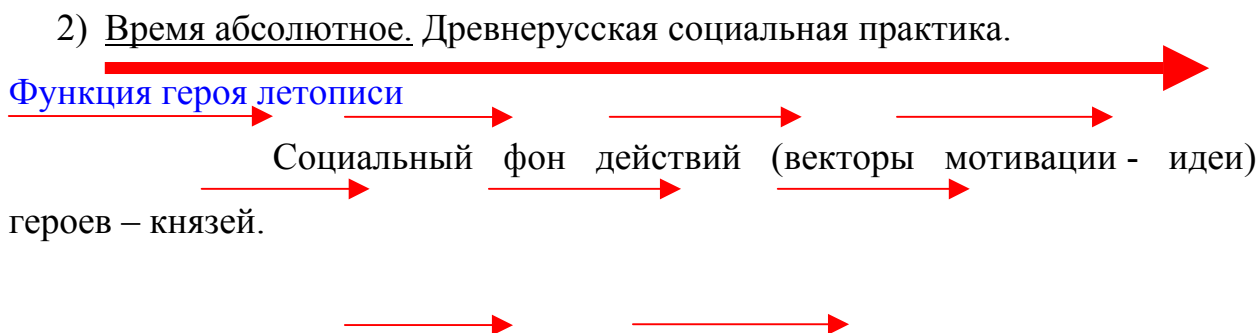 2) Время абсолютное. Древнерусская социальная практика.
Функция героя летописи
Социальный фон действий (векторы мотивации - идеи)
героев – князей.